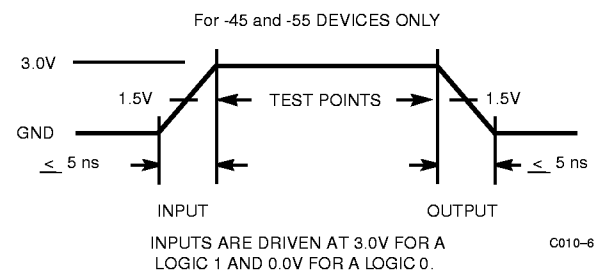 For -45 and -55 DEVICES ONLY
3.0V
1.5V
TEST POINTS
1.5V
GND
≤ 5 ns
≤ 5 ns
INPUT
OUTPUT
INPUTS ARE DRIVEN AT 3.0V FOR A
LOGIC 1 AND 0.0V FOR A LOGIC 0.
C010–6